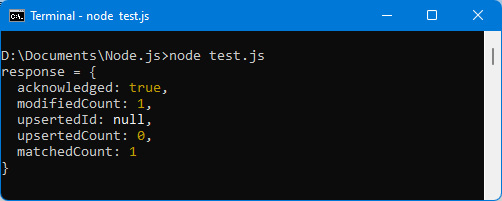 Terminal - node test.js
D:\Documents\Node.js>node test.js
response = {
  acknowledged: true,
  modifiedCount: 1,
  upsertedId: null,
  upsertedCount: 0,
  matchedCount: 1
}